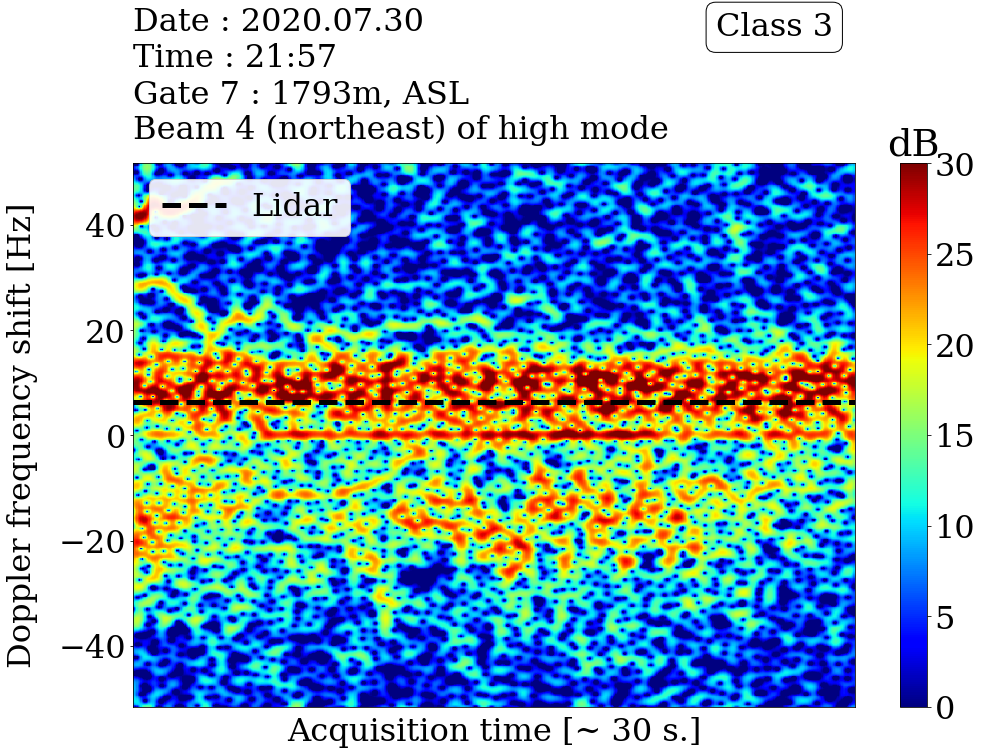 Date : 2020.07.30
Time : 21:57
Gate 7 : 1793m, ASL
Beam 4 (northeast) of high mode
Class 3
dB
Lidar
Doppler frequency shift [Hz]
40
20
0
−20
−40
Acquisition time [~ 30 s.]
30
25
20
15
10
5
0